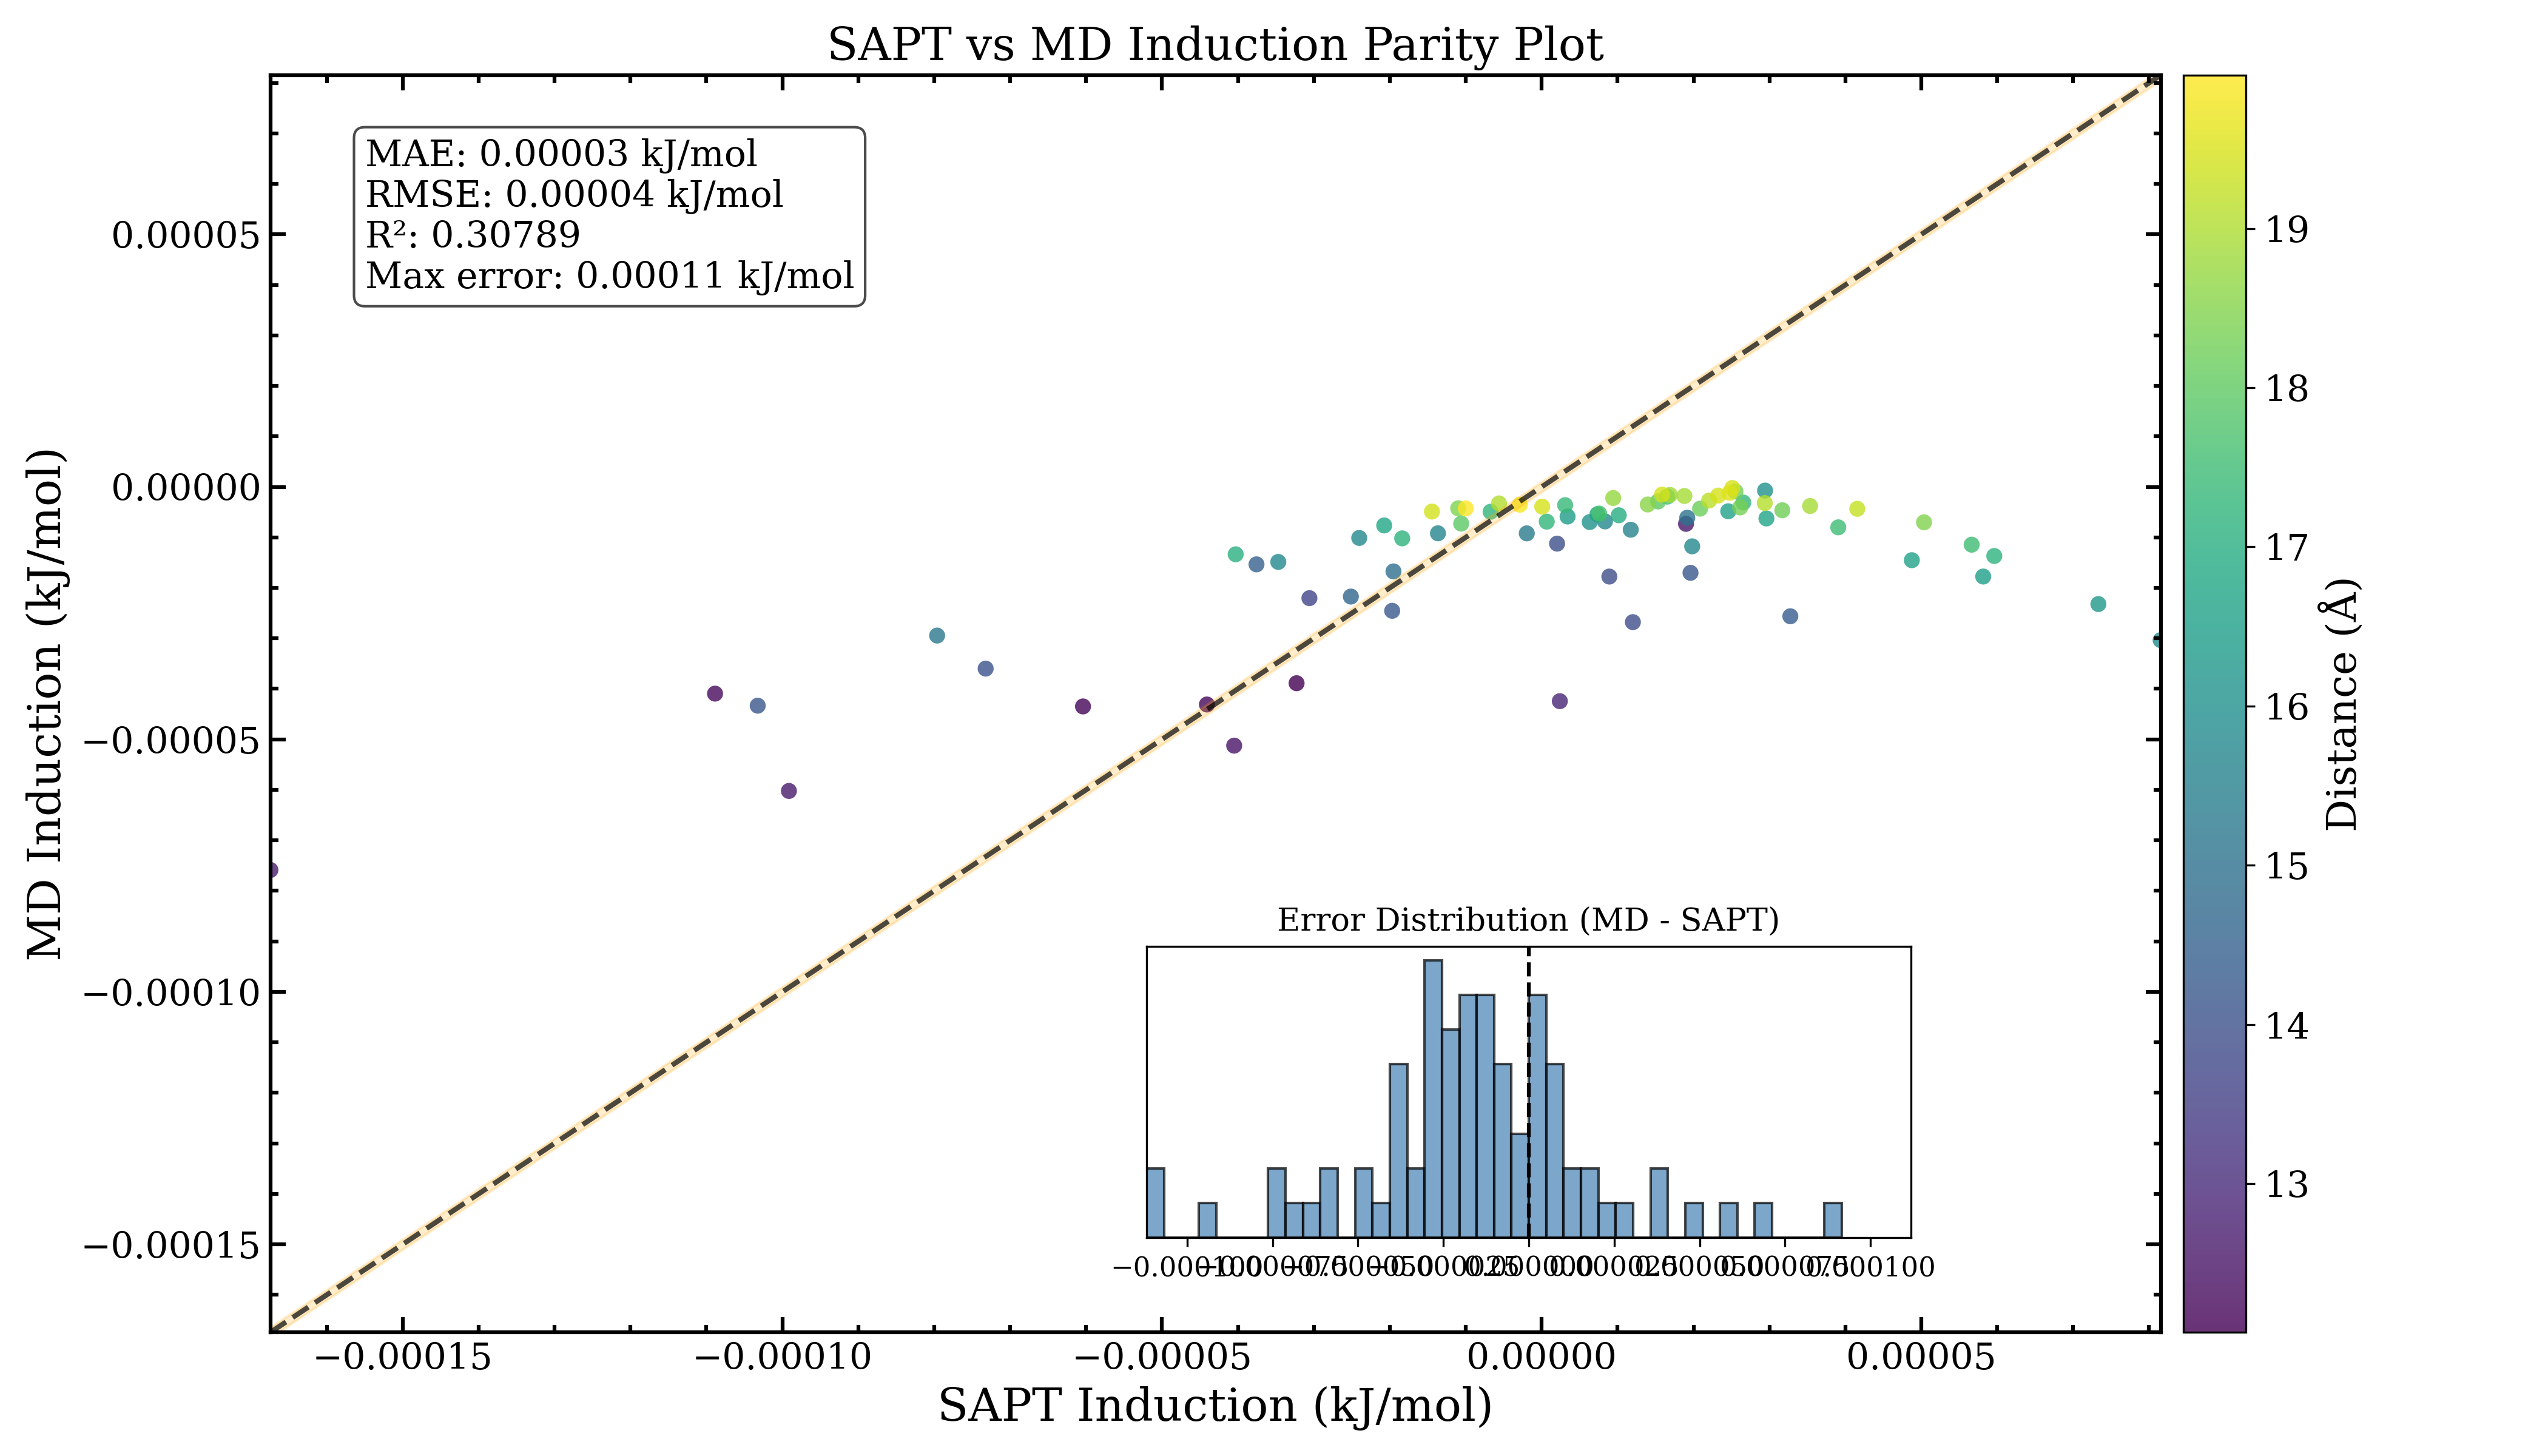 SAPT vs MD Induction Parity Plot
MAE: 0.00003 kJ/mol
RMSE: 0.00004 kJ/mol
R²: 0.30789
Max error: 0.00011 kJ/mol
MD Induction (kJ/mol)
0.00005
0.00000
−0.00005
−0.00010
−0.00015
Error Distribution (MD - SAPT)
−0.00015
−0.00010
−0.00005
0.00000
0.00005
SAPT Induction (kJ/mol)
19
18
17
16
15
14
13
Distance (Å)